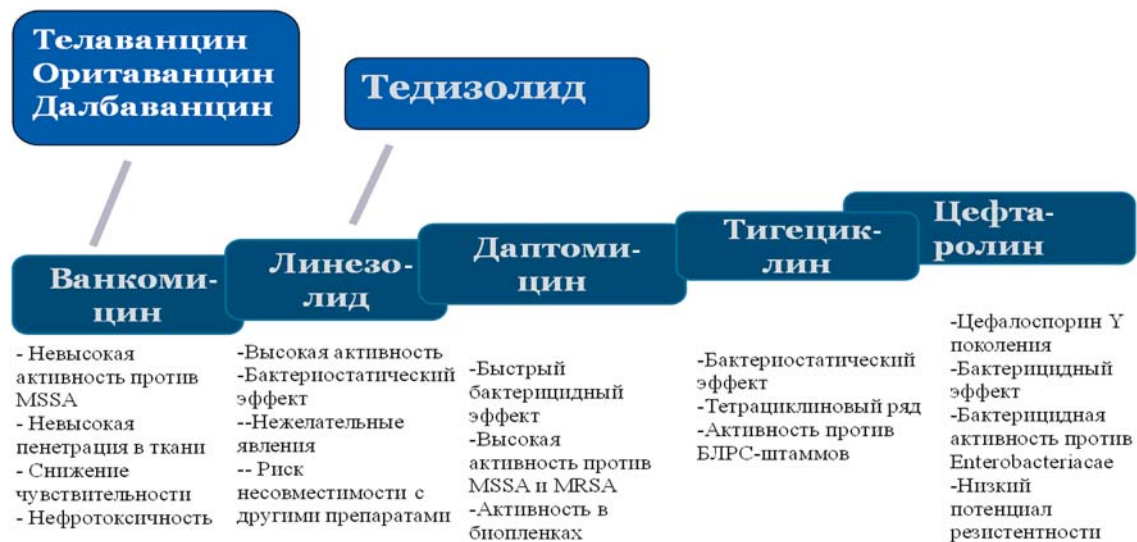 Телаванцин
Оритаванцин
Далбаванцин
Тедизолид
Ванкоми-
цин
Линезо-
лид
Даптоми-
цин
Тигецик-
лин
Цефта-
ролин
- Невысокая
активность против
MSSA
- Невысокая
пенетрация в ткани
- Снижение
чувствительности
- Нефротоксичность
-Высокая активность
-Бактериостатический
эффект
--Нежелательные
явления
-- Риск
несовместимости с
другими препаратами
-Быстрый
бактерицидный
эффект
-Высокая
активность против
MSSA и MRSA
-Активность в
биопленках
-Бактериостатический
эффект
-Тетрациклиновый ряд
-Активность против
БЛРС-штаммов
-Цефалоспорин Y
поколения
-Бактерицидный
эффект
-Бактерицидная
активность против
Enterobacteriacae
-Низкий
потенциал
резистентности